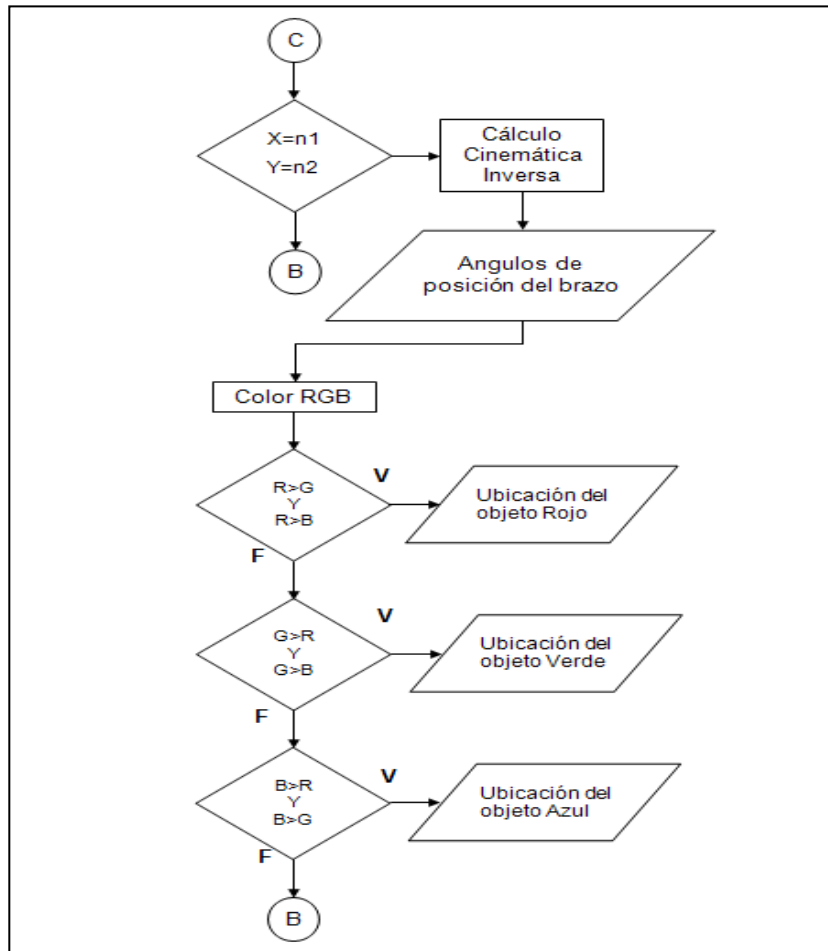 C
X=n1
Y=n2
Cálculo
Cinemática
Inversa
B
Angulos de
posición del brazo
Color RGB
R>G
Y
R>B
V
Ubicación del
objeto Rojo
F
G>R
Y
G>B
V
Ubicación del
objeto Verde
F
B>R
Y
B>G
V
Ubicación del
objeto Azul
F
B